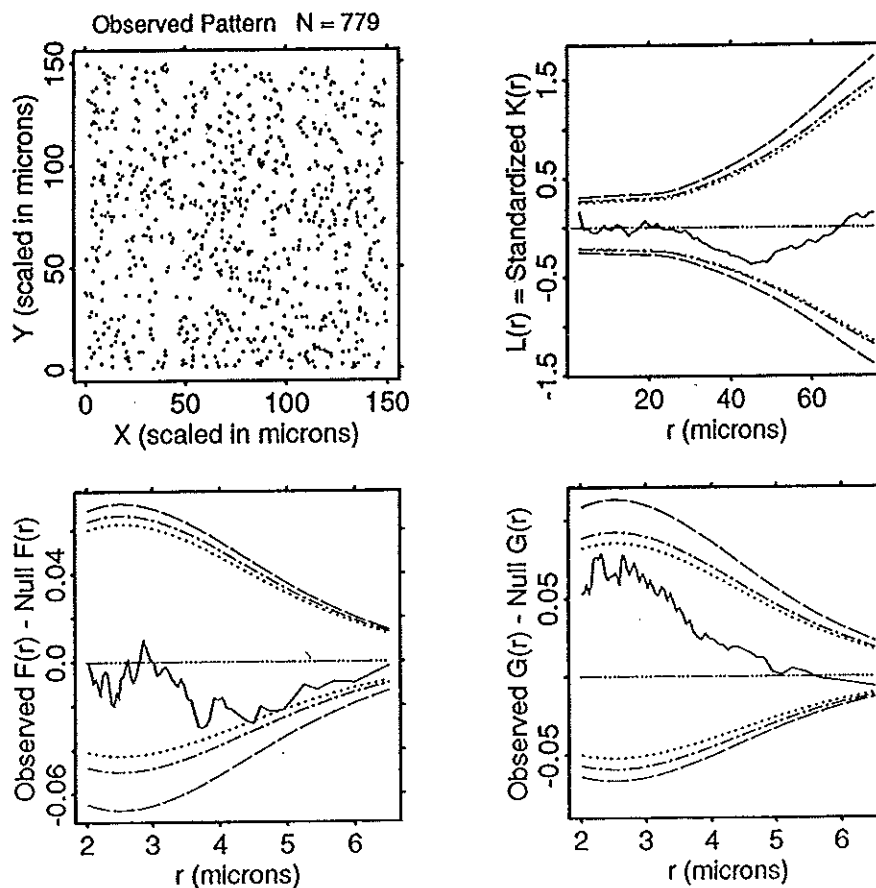 Observed Pattern N = 779
Y (scaled in microns)
150
100
50
0
0 50 100 150
X (scaled in microns)
L(r) = Standardized K(r)
1.5
0.5
-0.5
-1.5
20 40 60
r (microns)
Observed F(r) - Null F(r)
0.04
0.0
-0.06
2 3 4 5 6
r (microns)
Observed G(r) - Null G(r)
0.05
-0.05
2 3 4 5 6
r (microns)